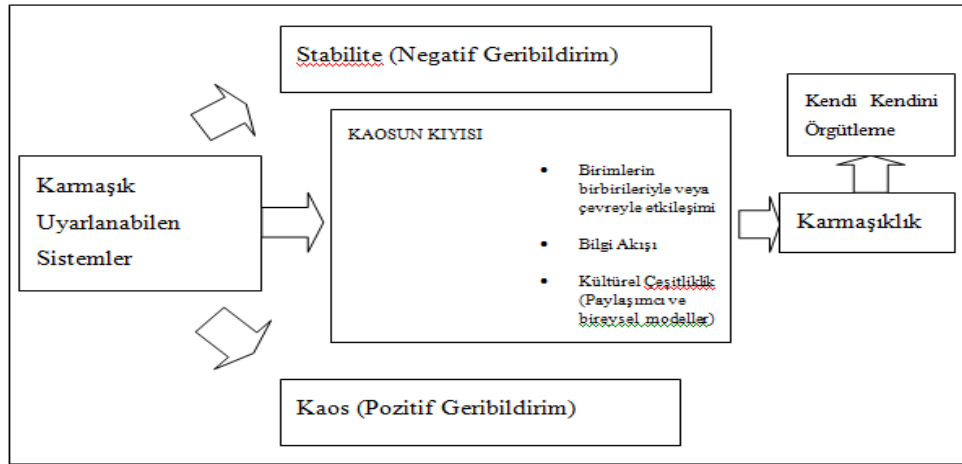 Stabilite (Negatif Geribildirim)
Kendi Kendini
Örgütleme
KAOSUN KIYISI
Karmaşık
Uyarlanabilen
Sistemler
• Birimlerin
birbirileriyle veya
çevreyle etkileşimi
• Bilgi Akışı
• Kültürel Çeşitliklik
(Paylaşımcı ve
bireysel modeller)
Karmaşıklık
Kaos (Pozitif Geribildirim)